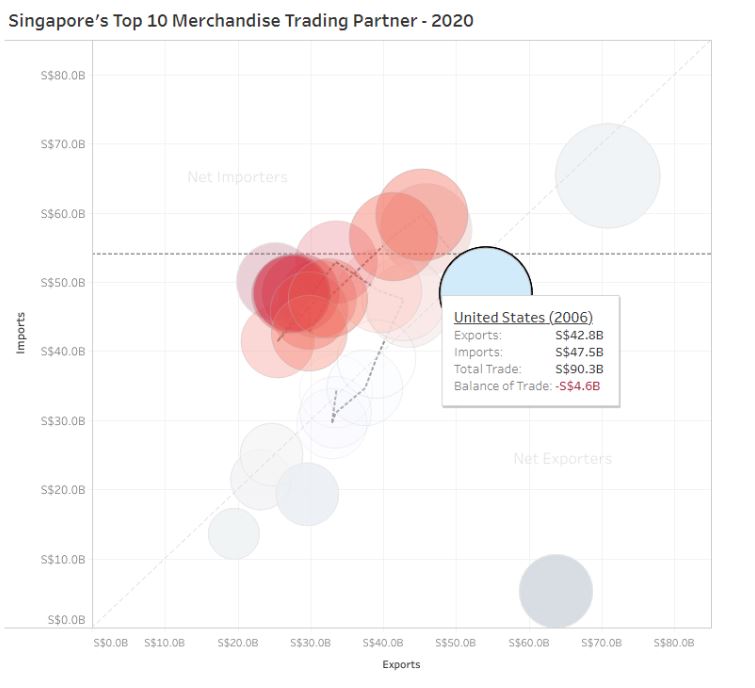 Singapore's Top 10 Merchandise Trading Partner - 2020
S$80.0B
S$70.0B
Net Importers
S$60.0B
S$50.0B
United States (2006)
Exports: S$42.8B
Imports: S$47.5B
Total Trade: S$90.3B
Balance of Trade: -S$4.6B
Imports
S$40.0B
S$30.0B
Net Exporters
S$20.0B
S$10.0B
S$0.0B
S$0.0B S$10.0B S$20.0B S$30.0B S$40.0B S$50.0B S$60.0B S$70.0B S$80.0B
Exports